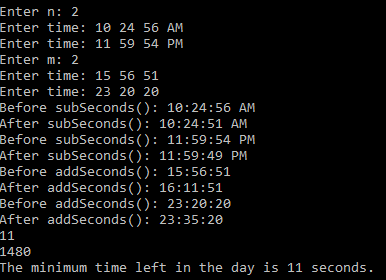 Enter n: 2
Enter time: 10 24 56 AM
Enter time: 11 59 54 PM
Enter m: 2
Enter time: 15 56 51
Enter time: 23 20 20
Before subSeconds(): 10:24:56 AM
After subSeconds(): 10:24:51 AM
Before subSeconds(): 11:59:54 PM
After subSeconds(): 11:59:49 PM
Before addSeconds(): 15:56:51
After addSeconds(): 16:11:51
Before addSeconds(): 23:20:20
After addSeconds(): 23:35:20
11
1480
The minimum time left in the day is 11 seconds.